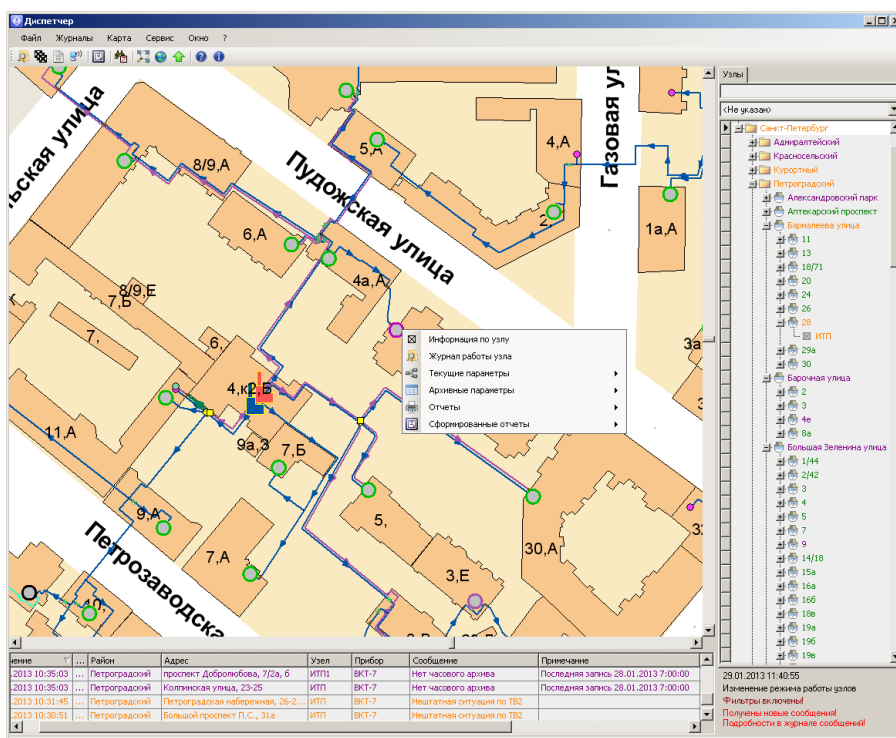 Диспетчер
Файл Журналы Карта Сервис Окно ?
Узлы
<Не указан>
Санкт-Петербург
Адмиралтейский
Красносельский
Курортный
Петроградский
Александровский парк
Аптекарский проспект
Бармалеева улица
11
13
18/71
20
24
26
28
ИТП
29а
30
Барочная улица
2
3
4е
8а
Большая Зеленина улица
1/44
2/42
3
4
5
7
9
14/18
15а
16а
16б
18в
19а
19б
19в
ьская улица
Пудожская улица
Газовая ул
Петрозаводска
8/9,А
5,А
4,А
2,
1а,А
6,А
4а,А
8/9,Е
7,Б
7,
6,
4,к2,Б
9а,З
7,Б
11,А
9,А
7,А
10,
5,
3,Е
30,А
3а
Информация по узлу
Журнал работы узла
Текущие параметры
Архивные параметры
Отчеты
Сформированные отчеты
чение ... Район Адрес Узел Прибор Сообщение Примечание
.2013 10:35:03 ... Петроградский проспект Добролюбова, 7/2а, б ИТП1 ВКТ-7 Нет часового архива Последняя запись 28.01.2013 7:00:00
.2013 10:35:03 ... Петроградский Колпинская улица, 23-25 ИТП ВКТ-7 Нет часового архива Последняя запись 28.01.2013 7:00:00
.2013 10:31:45 ... Петроградский Петроградская набережная, 26-2... ИТП ВКТ-7 Нештатная ситуация по ТВ2
.2013 10:30:51 ... Петроградский Большой проспект П.С., 31а ИТП ВКТ-7 Нештатная ситуация по ТВ2
29.01.2013 11:40:55
Изменение режима работы узлов
Фильтры включены!
Получены новые сообщения!
Подробности в журнале сообщений!